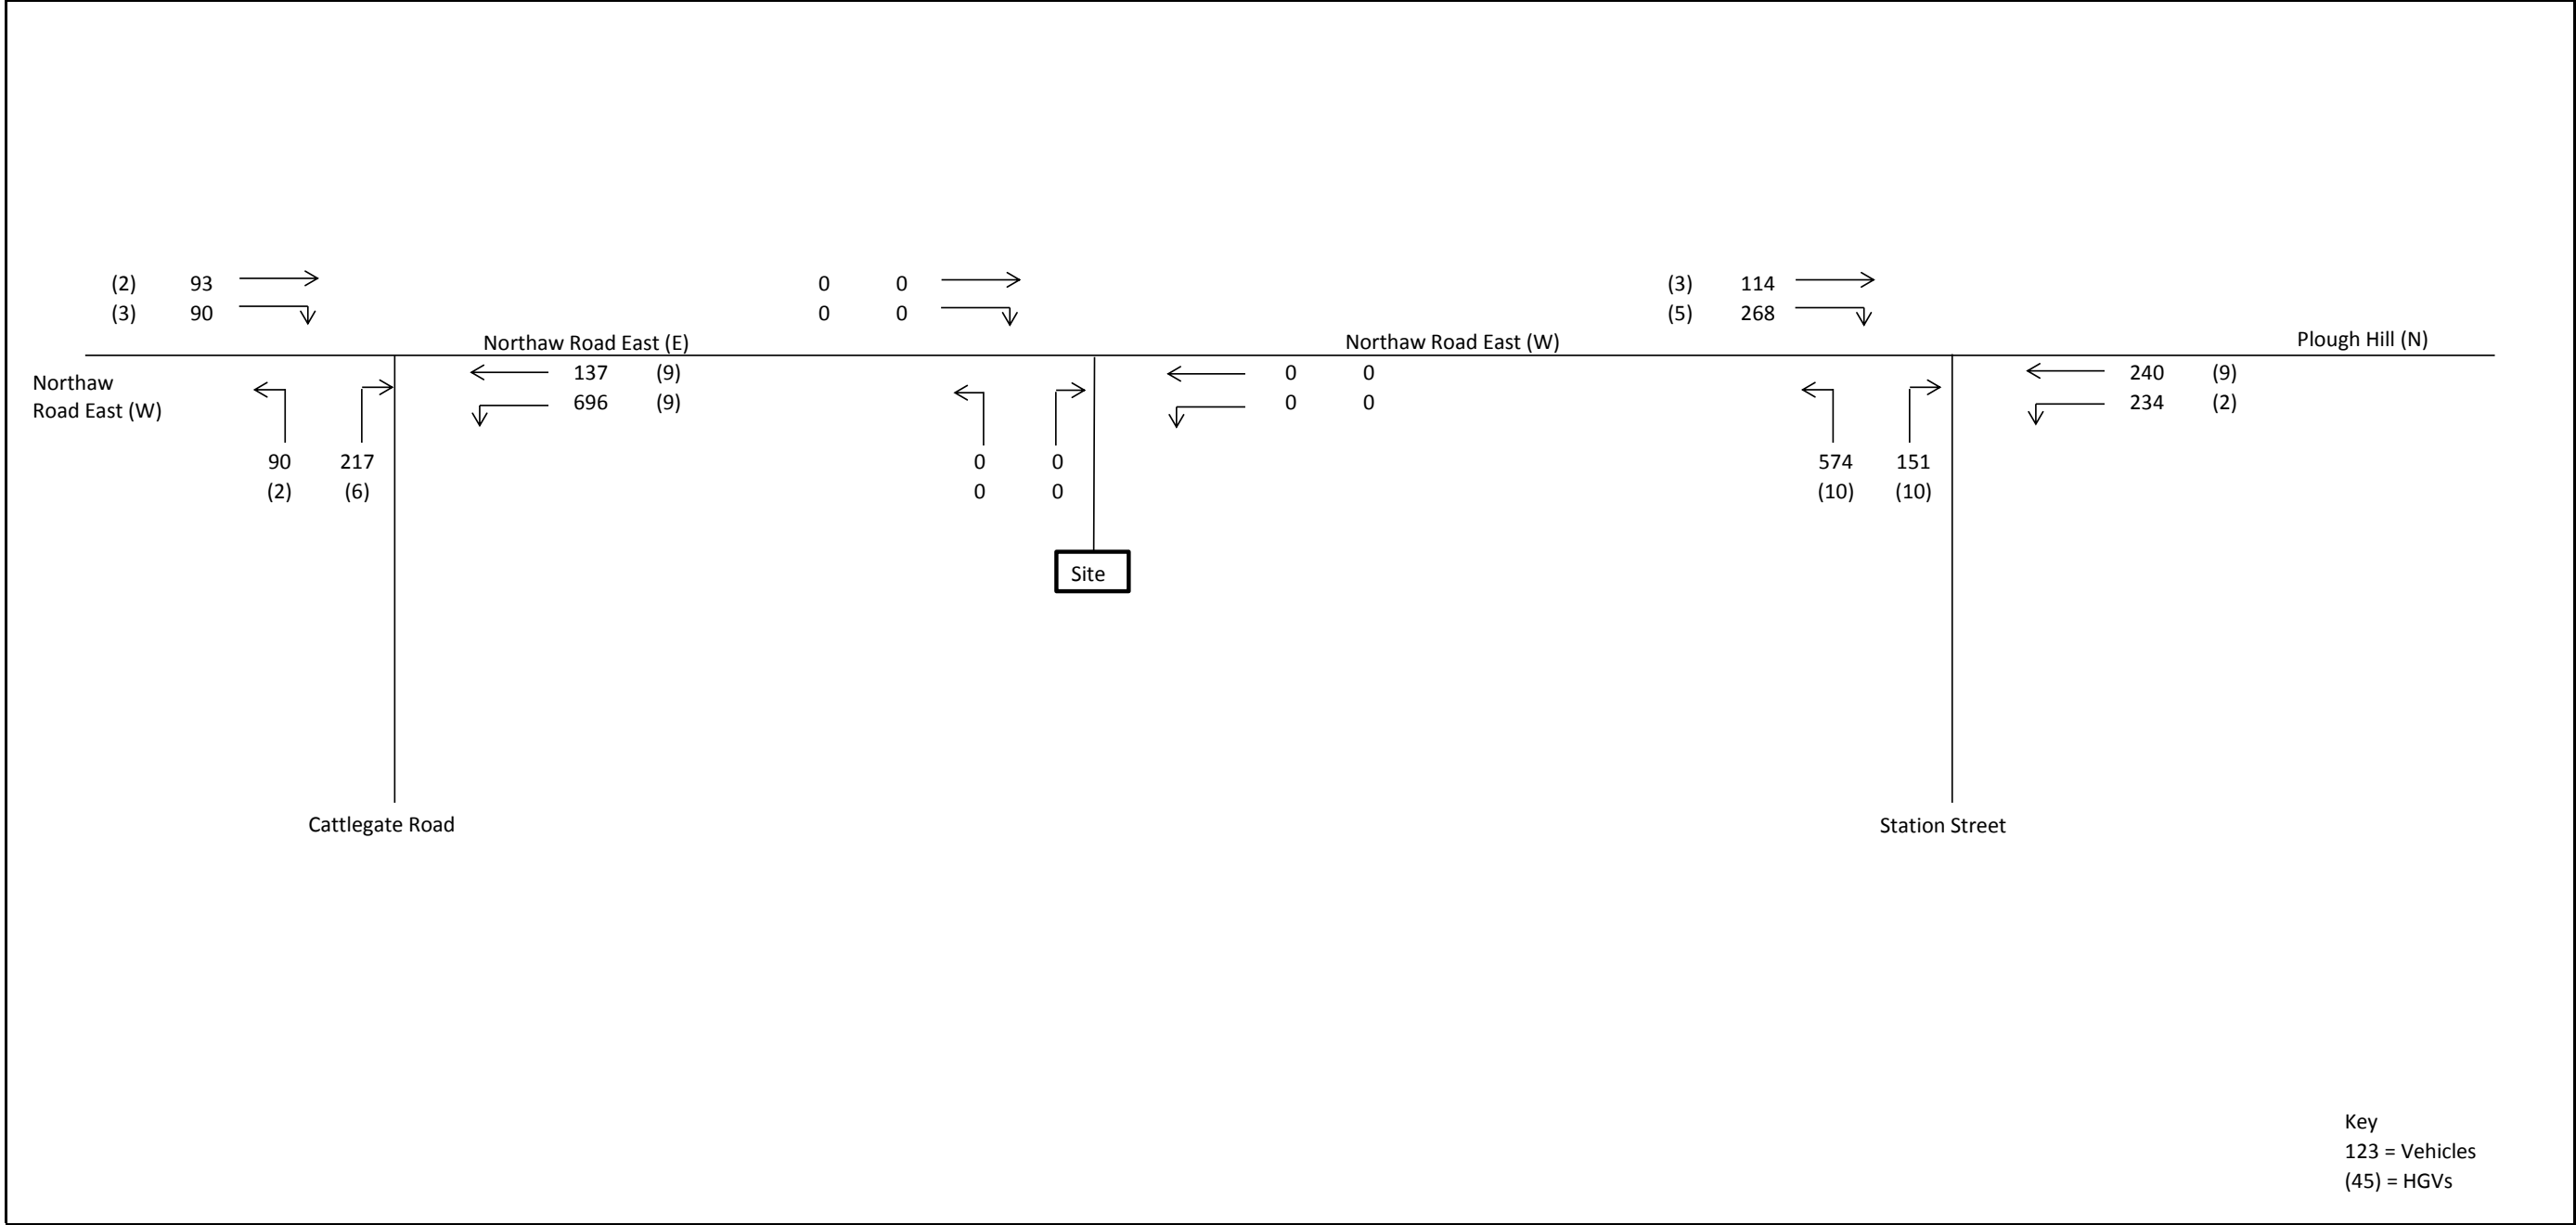 (2) 93
(3) 90
0 0
0 0
(3) 114
(5) 268
Northaw Road East (E)
Northaw Road East (W)
Plough Hill (N)
Northaw
Road East (W)
137 (9)
696 (9)
0 0
0 0
240 (9)
234 (2)
90 217
(2) (6)
0 0
0 0
574 151
(10) (10)
Site
Cattlegate Road
Station Street
Key
123 = Vehicles
(45) = HGVs